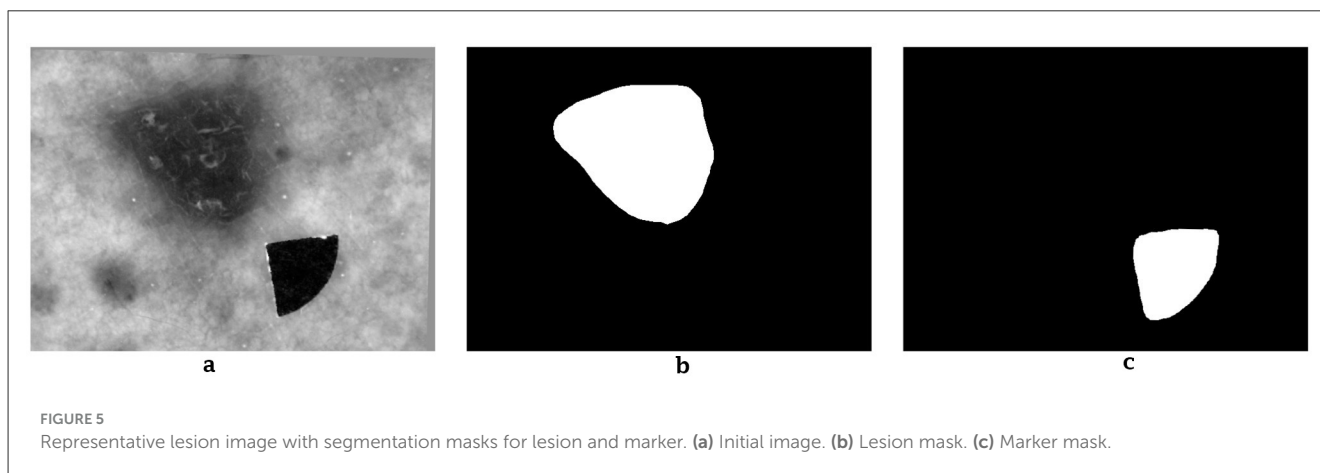 a
b
c
FIGURE 5
Representative lesion image with segmentation masks for lesion and marker. (a) Initial image. (b) Lesion mask. (c) Marker mask.